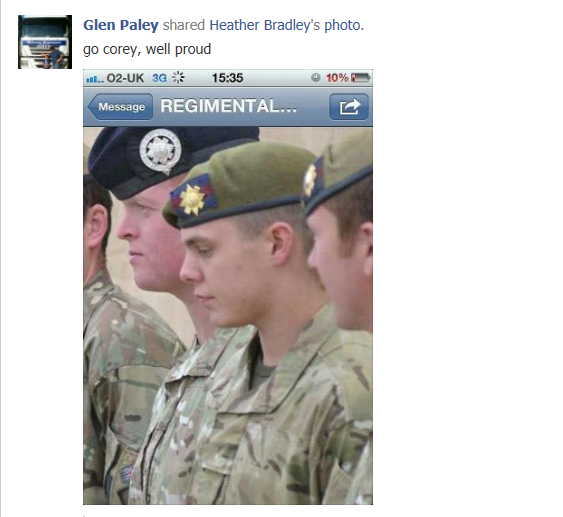 Glen Paley shared Heather Bradley's photo.
go corey, well proud
O2-UK 3G 15:35 10%
Message REGIMENTAL...